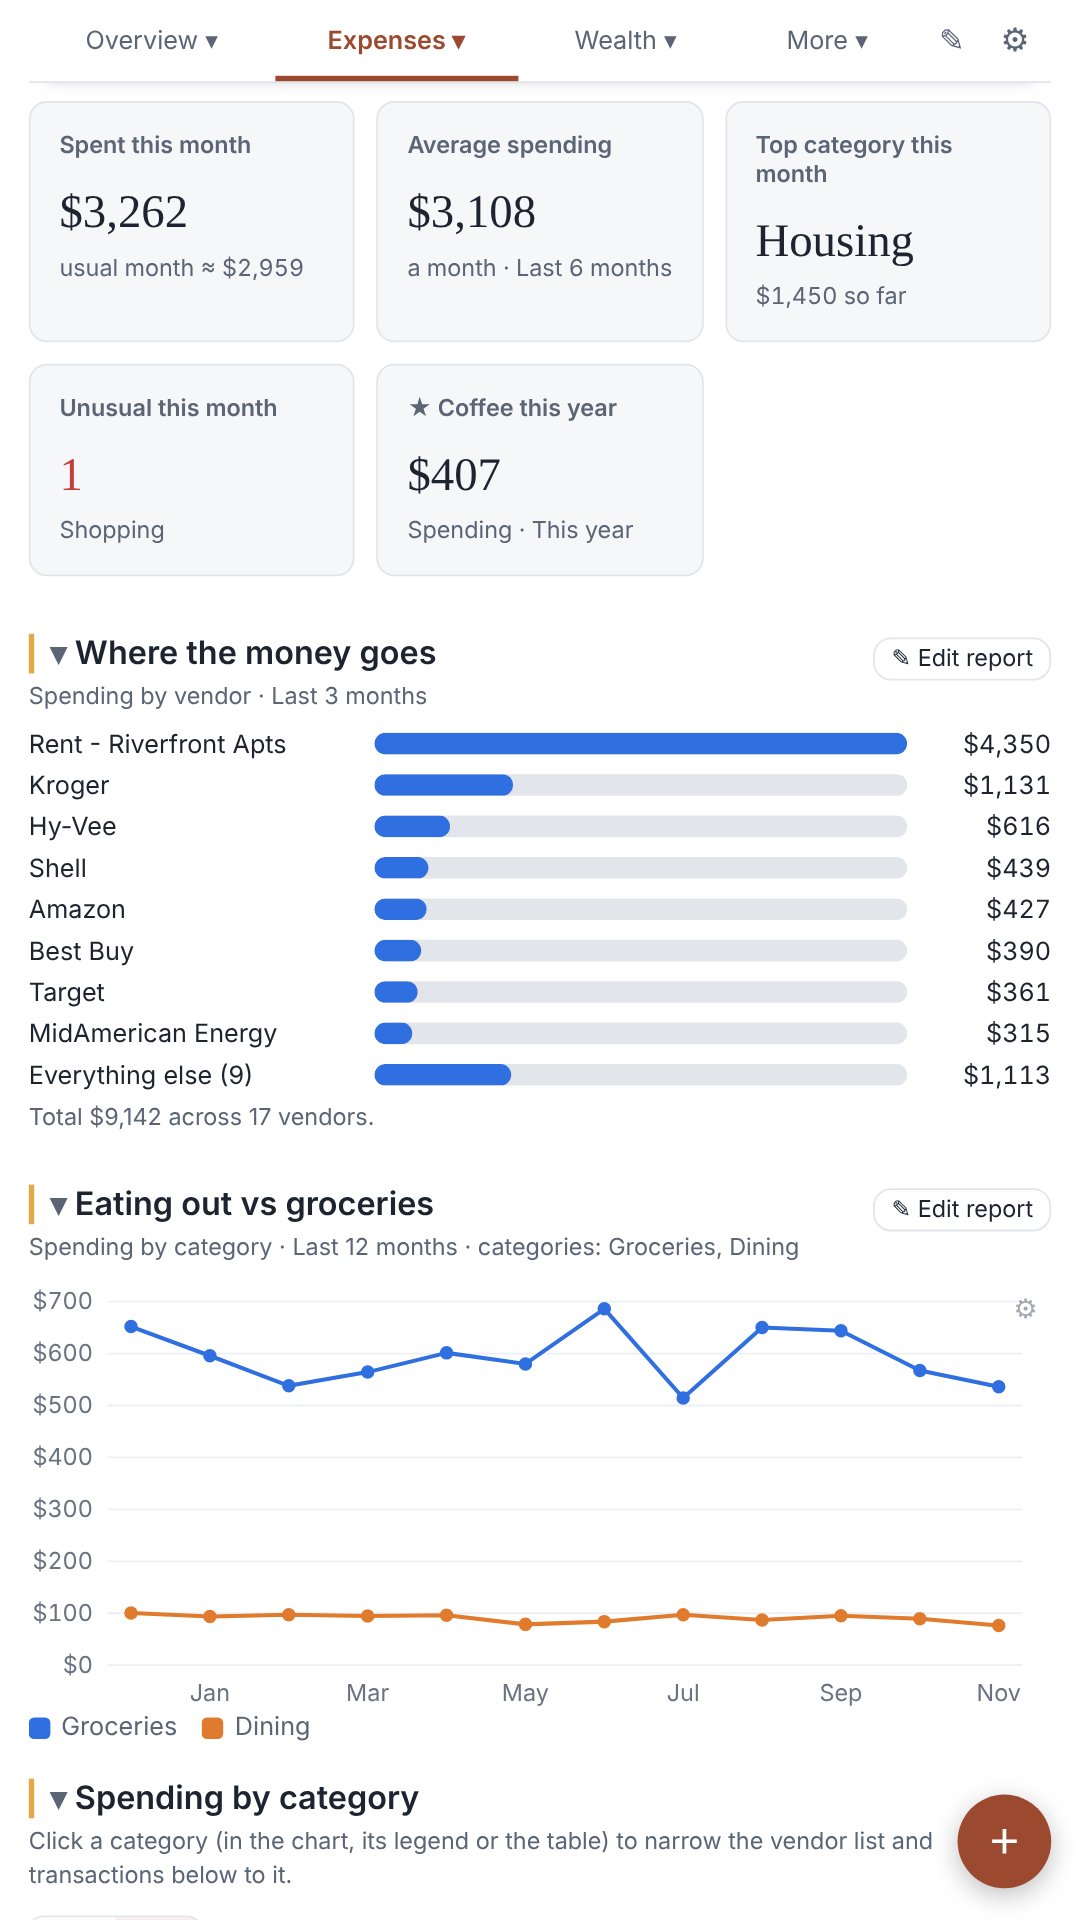 Overview ▾
Expenses ▾
Wealth ▾
More ▾
✎
⚙
Spent this month
$3,262
usual month ≈ $2,959
Average spending
$3,108
a month · Last 6 months
Top category this
month
Housing
$1,450 so far
Unusual this month
1
Shopping
★ Coffee this year
$407
Spending · This year
▾ Where the money goes
✎ Edit report
Spending by vendor · Last 3 months
Rent - Riverfront Apts $4,350
Kroger $1,131
Hy-Vee $616
Shell $439
Amazon $427
Best Buy $390
Target $361
MidAmerican Energy $315
Everything else (9) $1,113
Total $9,142 across 17 vendors.
▾ Eating out vs groceries
✎ Edit report
Spending by category · Last 12 months · categories: Groceries, Dining
⚙
$700
$600
$500
$400
$300
$200
$100
$0
Jan Mar May Jul Sep Nov
Groceries Dining
▾ Spending by category
Click a category (in the chart, its legend or the table) to narrow the vendor list and
transactions below to it.
+